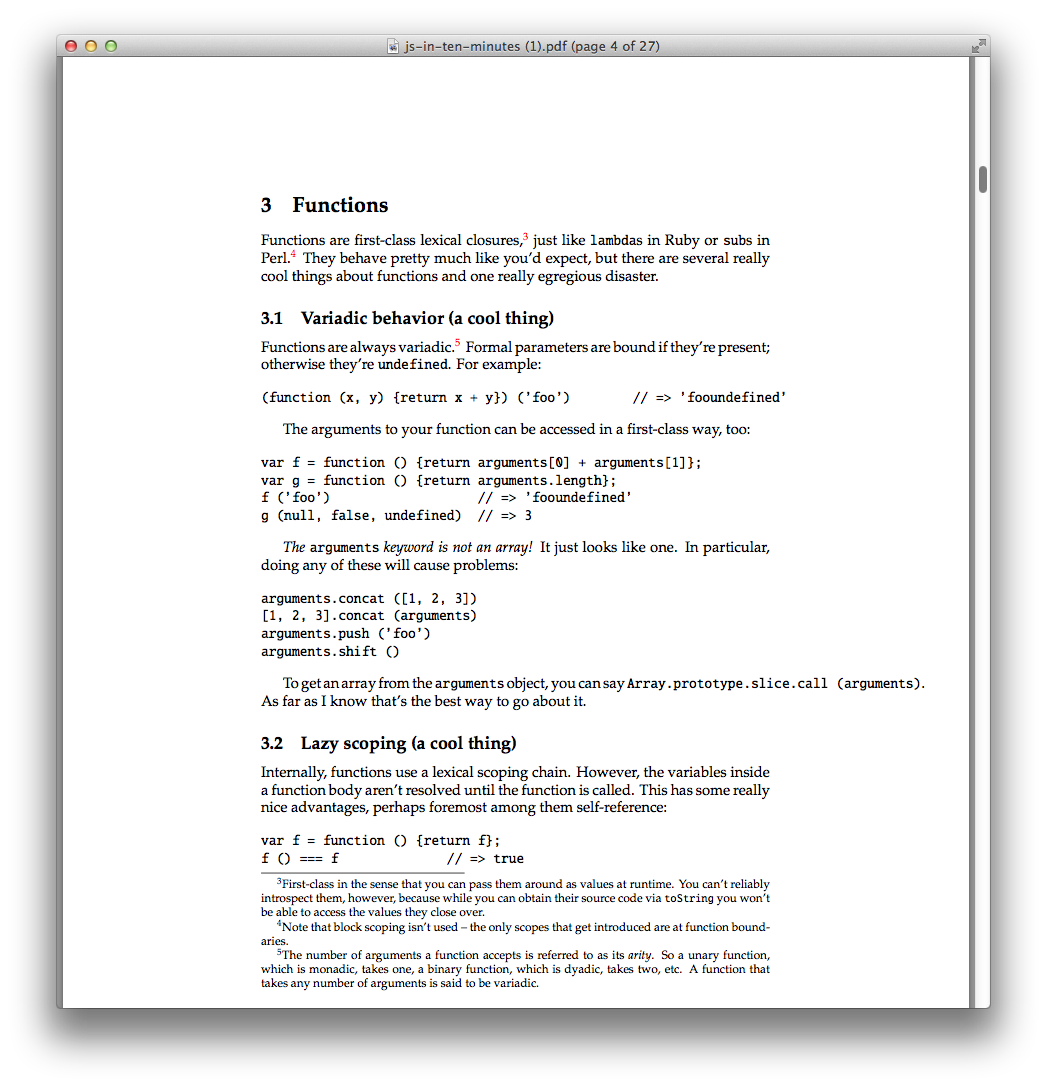 js-in-ten-minutes (1).pdf (page 4 of 27)
3 Functions
Functions are first-class lexical closures,3 just like lambdas in Ruby or subs in
Perl.4 They behave pretty much like you'd expect, but there are several really
cool things about functions and one really egregious disaster.
3.1 Variadic behavior (a cool thing)
Functions are always variadic.5 Formal parameters are bound if they're present;
otherwise they're undefined. For example:
(function (x, y) {return x + y}) ('foo') // => 'fooundefined'
The arguments to your function can be accessed in a first-class way, too:
var f = function () {return arguments[0] + arguments[1]};
var g = function () {return arguments.length};
f ('foo') // => 'fooundefined'
g (null, false, undefined) // => 3
The arguments keyword is not an array! It just looks like one. In particular,
doing any of these will cause problems:
arguments.concat ([1, 2, 3])
[1, 2, 3].concat (arguments)
arguments.push ('foo')
arguments.shift ()
To get an array from the arguments object, you can say Array.prototype.slice.call (arguments).
As far as I know that's the best way to go about it.
3.2 Lazy scoping (a cool thing)
Internally, functions use a lexical scoping chain. However, the variables inside
a function body aren't resolved until the function is called. This has some really
nice advantages, perhaps foremost among them self-reference:
var f = function () {return f};
f () === f // => true
3First-class in the sense that you can pass them around as values at runtime. You can't reliably
introspect them, however, because while you can obtain their source code via toString you won't
be able to access the values they close over.
4Note that block scoping isn't used – the only scopes that get introduced are at function bound-
aries.
5The number of arguments a function accepts is referred to as its arity. So a unary function,
which is monadic, takes one, a binary function, which is dyadic, takes two, etc. A function that
takes any number of arguments is said to be variadic.